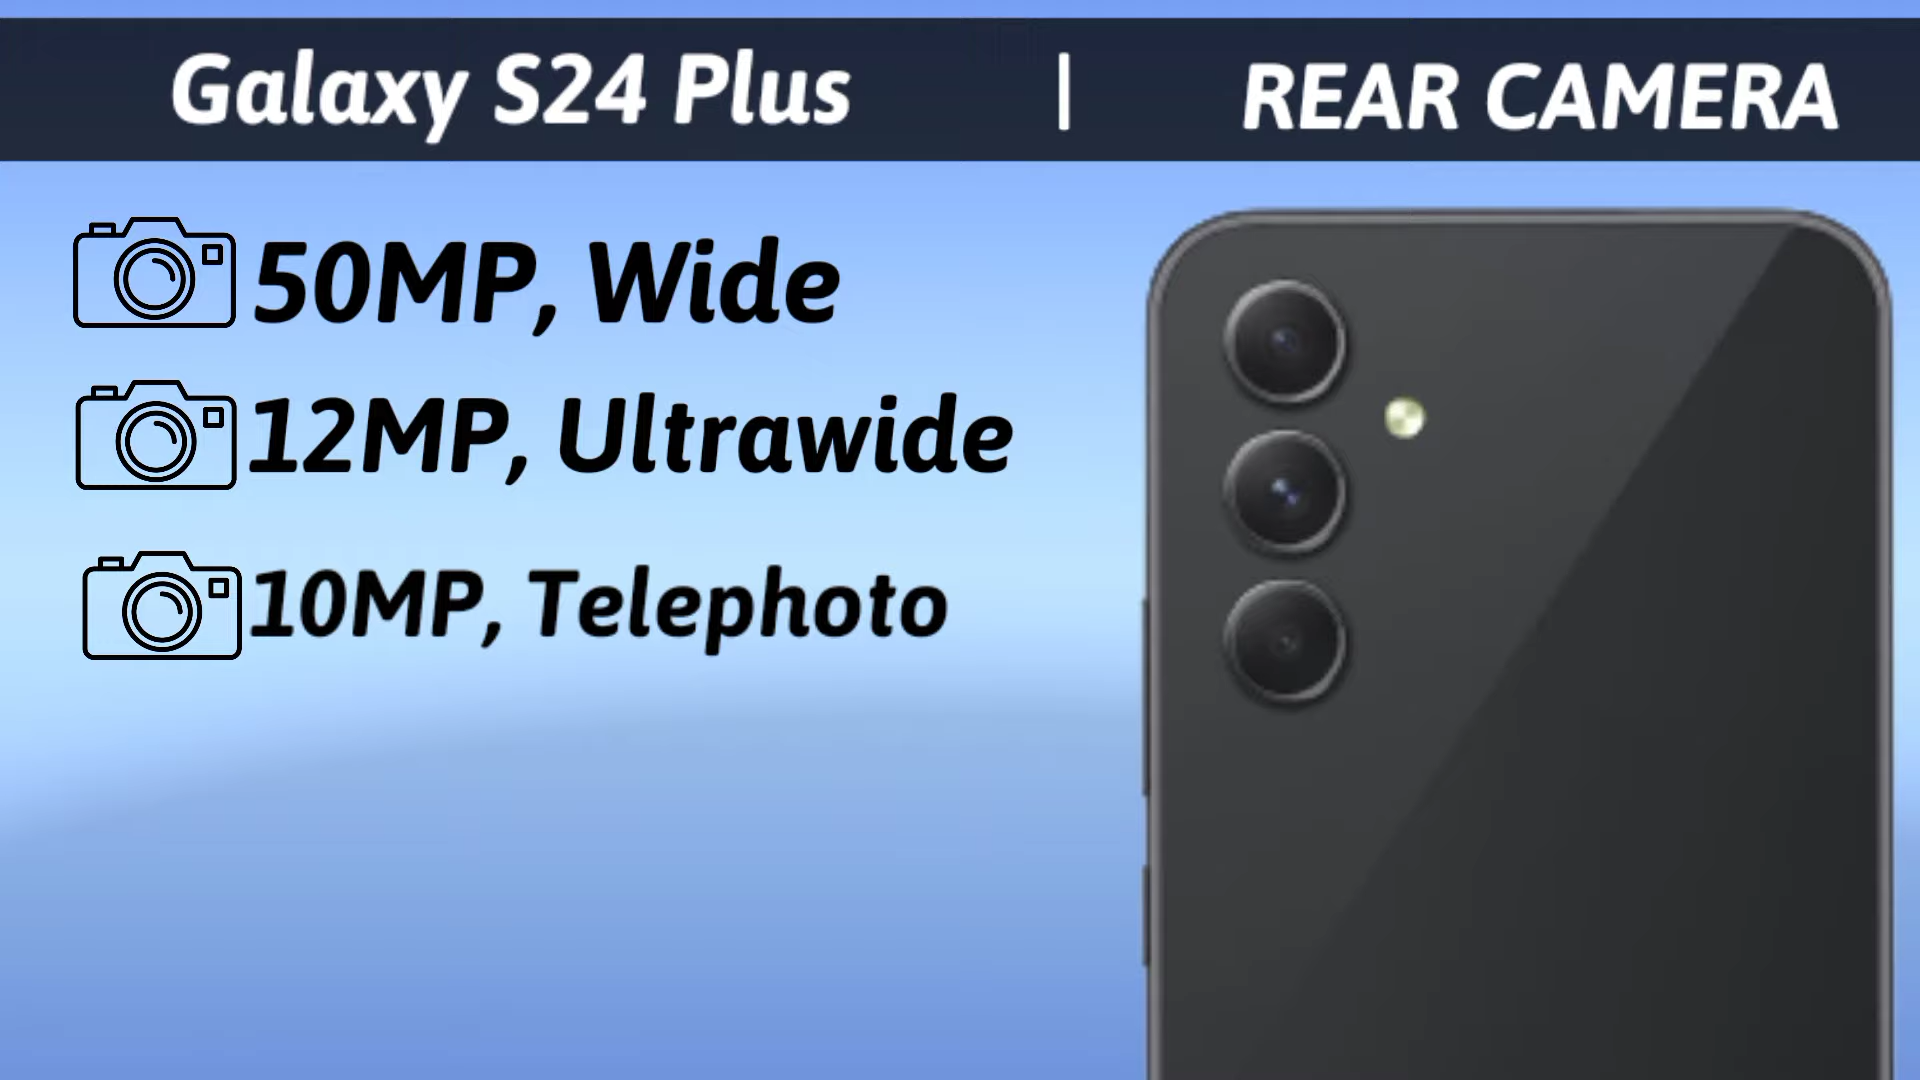 Galaxy S24 Plus | REAR CAMERA
50MP, Wide
12MP, Ultrawide
10MP, Telephoto